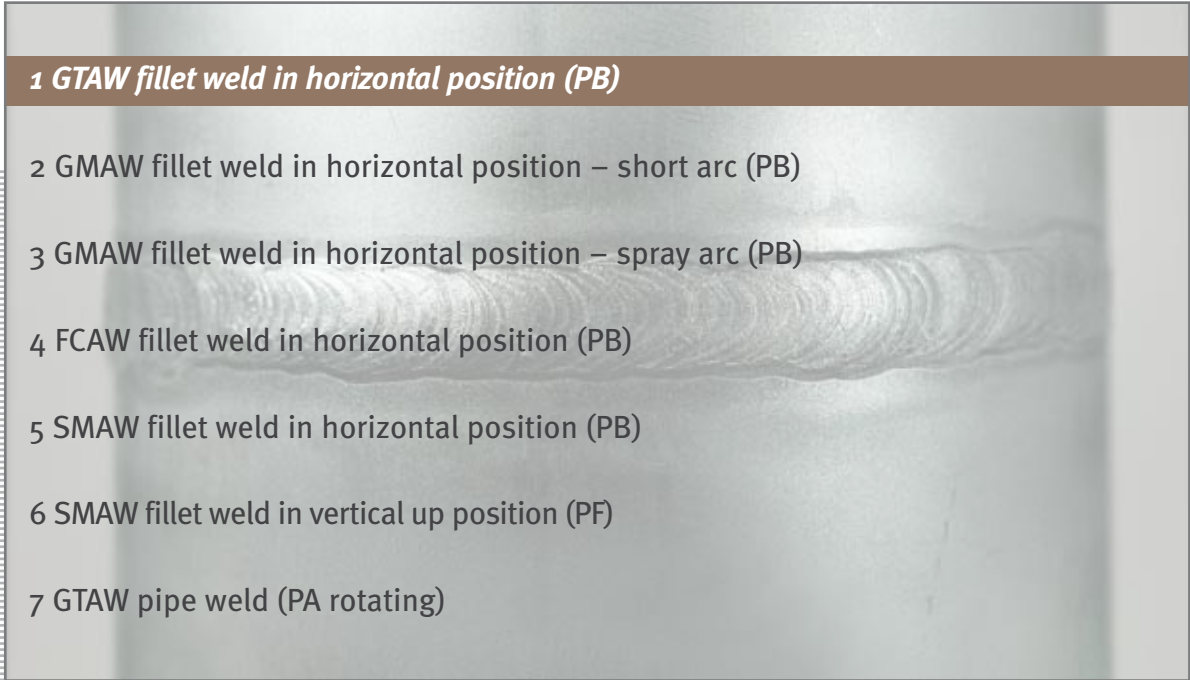 1 GTAW fillet weld in horizontal position (PB)
2 GMAW fillet weld in horizontal position – short arc (PB)
3 GMAW fillet weld in horizontal position – spray arc (PB)
4 FCAW fillet weld in horizontal position (PB)
5 SMAW fillet weld in horizontal position (PB)
6 SMAW fillet weld in vertical up position (PF)
7 GTAW pipe weld (PA rotating)